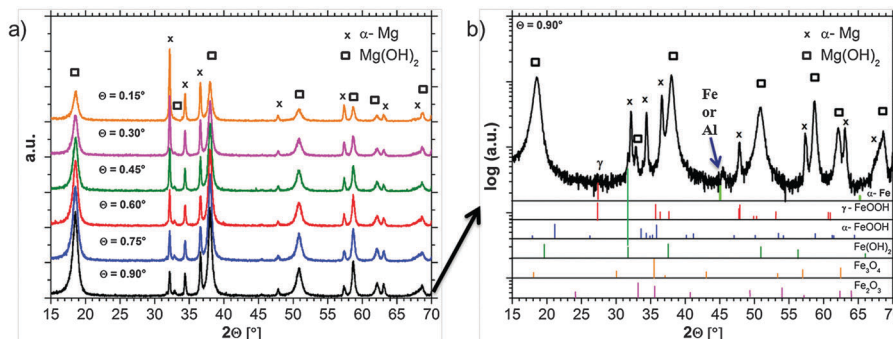 a)
x α- Mg
Mg(OH)2
Θ = 0.15°
Θ = 0.30°
Θ = 0.45°
Θ = 0.60°
Θ = 0.75°
Θ = 0.90°
a.u.
15 20 25 30 35 40 45 50 55 60 65 70
2Θ [°]
b)
Θ = 0.90°
x α- Mg
Mg(OH)2
Fe
or
Al
γ
log (a.u.)
α- Fe
γ - FeOOH
α- FeOOH
Fe(OH)2
Fe3O4
Fe2O3
15 20 25 30 35 40 45 50 55 60 65 70
2Θ [°]